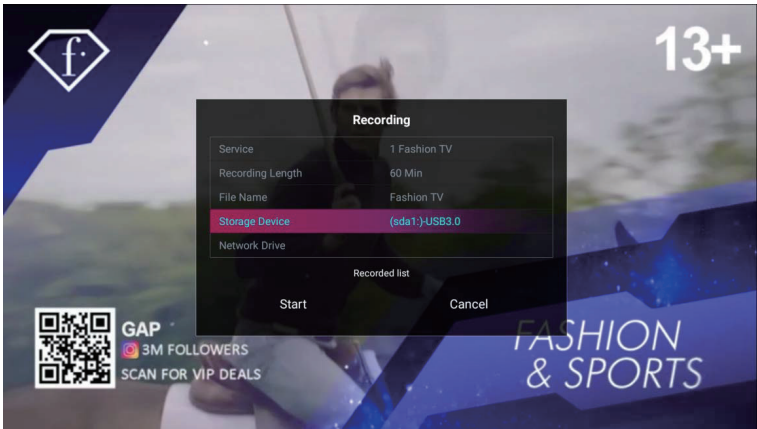 f.
13+
Recording
Service 1 Fashion TV
Recording Length 60 Min
File Name Fashion TV
Storage Device (sda1:)-USB3.0
Network Drive
Recorded list
Start Cancel
GAP
3M FOLLOWERS
SCAN FOR VIP DEALS
FASHION
& SPORTS